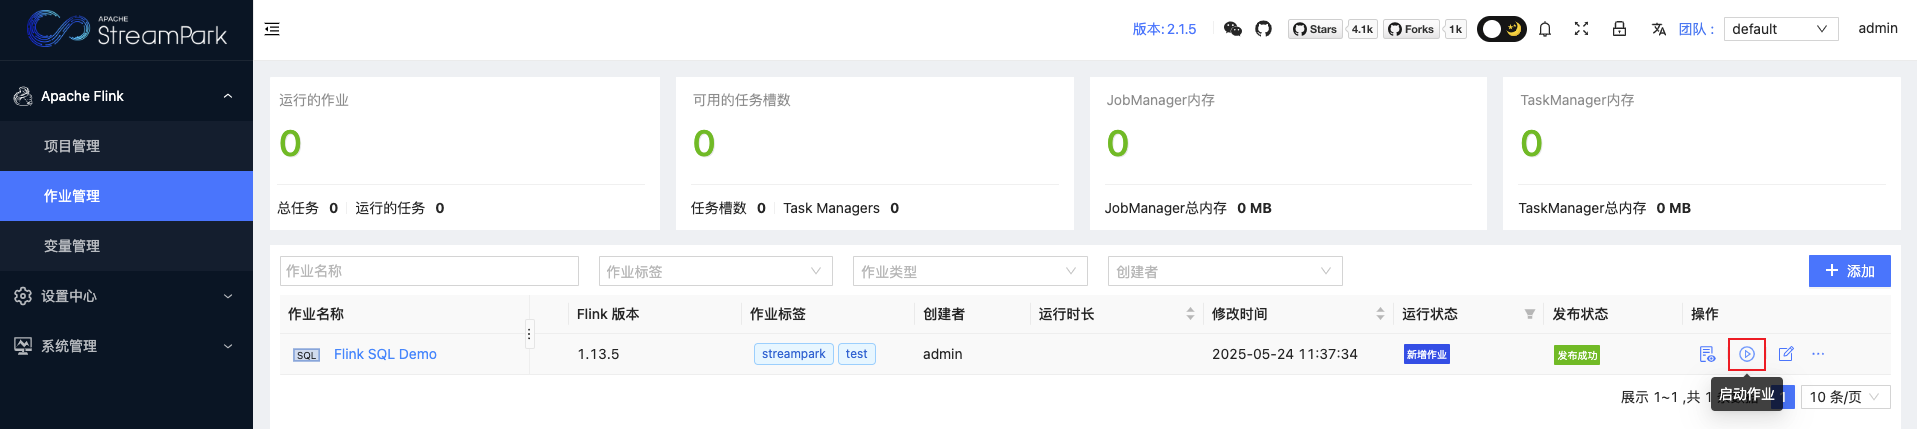 APACHE
StreamPark
版本: 2.1.5
Stars 4.1k
Forks 1k
团队 :
default
admin
Apache Flink
项目管理
作业管理
变量管理
设置中心
系统管理
运行的作业
0
总任务 0 运行的任务 0
可用的任务槽数
0
任务槽数 0 Task Managers 0
JobManager内存
0
JobManager总内存 0 MB
TaskManager内存
0
TaskManager总内存 0 MB
作业名称 作业标签 作业类型 创建者 添加
作业名称 Flink 版本 作业标签 创建者 运行时长 修改时间 运行状态 发布状态 操作
SQL Flink SQL Demo 1.13.5 streampark test admin 2025-05-24 11:37:34 新增作业 发布成功
启动作业
展示 1~1 ,共 1 1 10 条/页